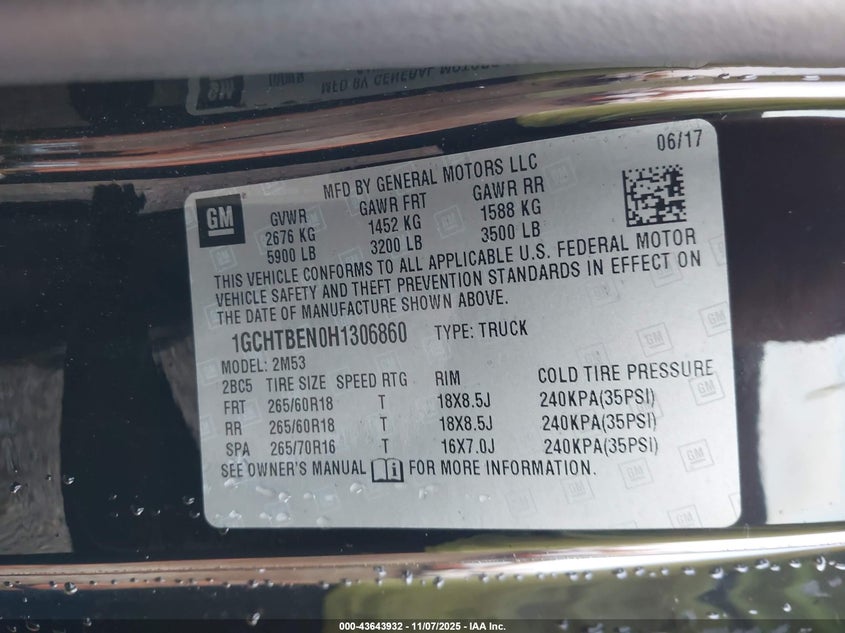 06/17
MFD BY GENERAL MOTORS LLC
GM
GVWR GAWR FRT GAWR RR
2676 KG 1452 KG 1588 KG
5900 LB 3200 LB 3500 LB
THIS VEHICLE CONFORMS TO ALL APPLICABLE U.S. FEDERAL MOTOR
VEHICLE SAFETY AND THEFT PREVENTION STANDARDS IN EFFECT ON
THE DATE OF MANUFACTURE SHOWN ABOVE.
1GCHTBEN0H1306860 TYPE: TRUCK
MODEL: 2M53
2BC5 TIRE SIZE SPEED RTG RIM COLD TIRE PRESSURE
FRT 265/60R18 T 18X8.5J 240KPA(35PSI)
RR 265/60R18 T 18X8.5J 240KPA(35PSI)
SPA 265/70R16 T 16X7.0J 240KPA(35PSI)
SEE OWNER'S MANUAL FOR MORE INFORMATION.
000-43643932 - 11/07/2025 - IAA Inc.